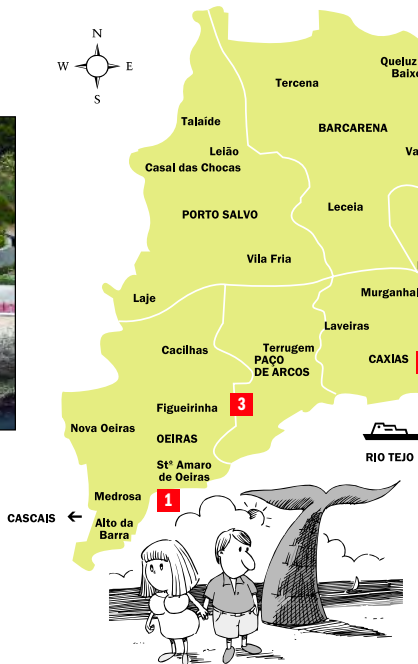 N
W E
S
Queluz
Baixo
Tercena
Talaíde
BARCARENA
Leião
Casal das Chocas
Leceia
PORTO SALVO
Vila Fria
Laje
Laveiras
Cacilhas
Terrugem
PAÇO
DE ARCOS
CAXIAS
Figueirinha
3
Nova Oeiras
OEIRAS
RIO TEJO
Stº Amaro
de Oeiras
Medrosa
1
CASCAIS
Alto da
Barra